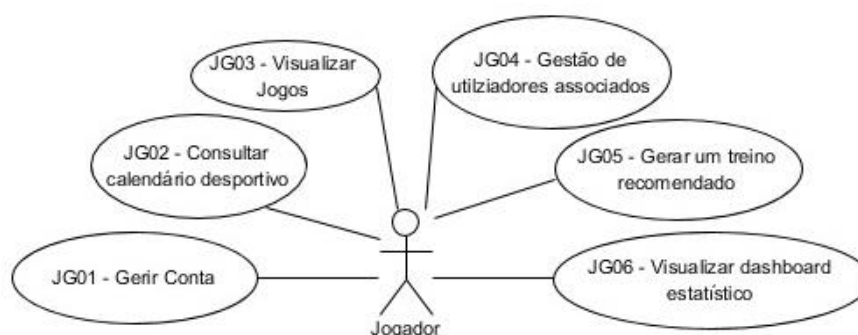 JG03 - Visualizar
Jogos
JG04 - Gestão de
utilziadores associados
JG02 - Consultar
calendário desportivo
JG05 - Gerar um treino
recomendado
JG01 - Gerir Conta
JG06 - Visualizar dashboard
estatístico
Jogador